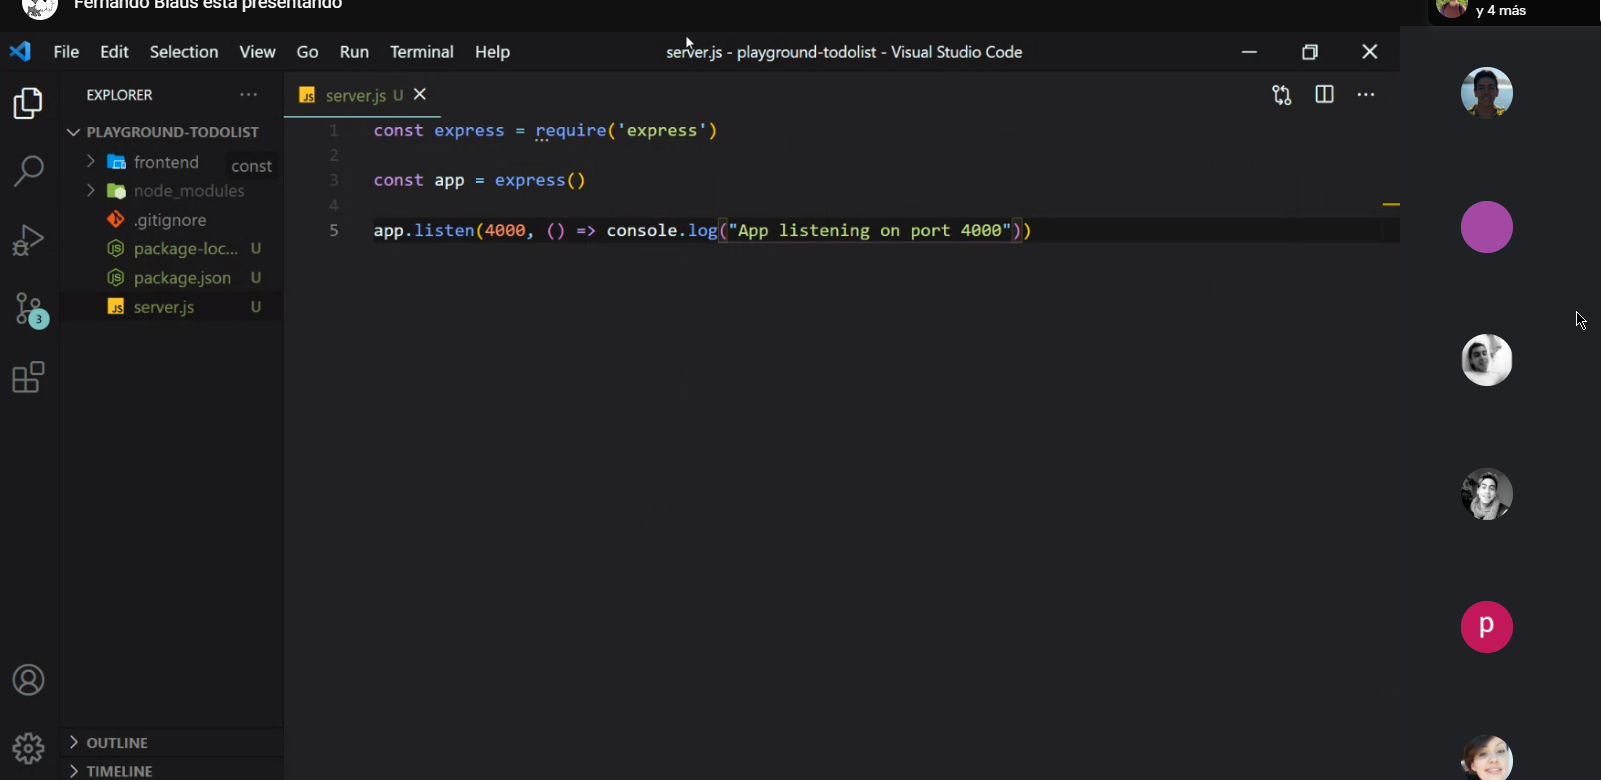 Fernando Blaus está presentando
y 4 más
File Edit Selection View Go Run Terminal Help
server.js - playground-todolist - Visual Studio Code
EXPLORER
server.js U
PLAYGROUND-TODOLIST
frontend
const
node_modules
.gitignore
package-loc... U
package.json U
server.js U
3
1 const express = require('express')
2
3 const app = express()
4
5 app.listen(4000, () => console.log("App listening on port 4000"))
p
OUTLINE
TIMELINE